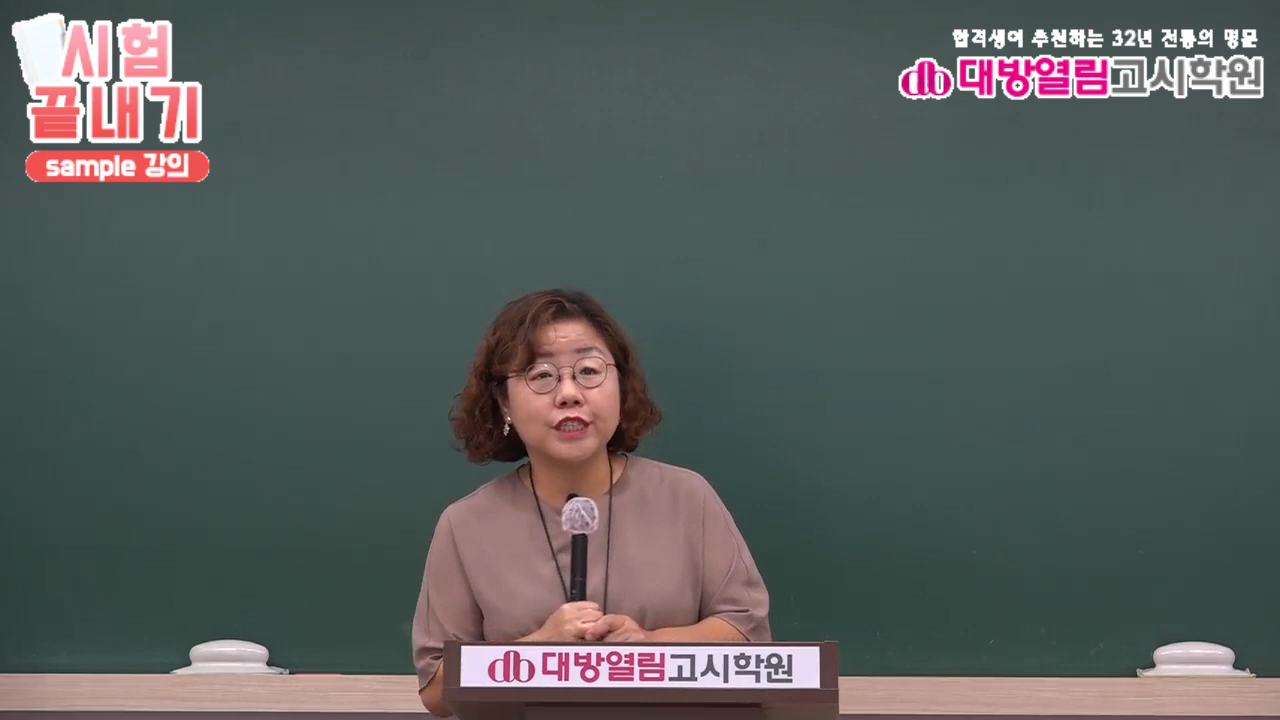 시험
끝내기
sample 강의
합격생이 추천하는 32년 전통의 명문
대방열림고시학원
대방열림고시학원